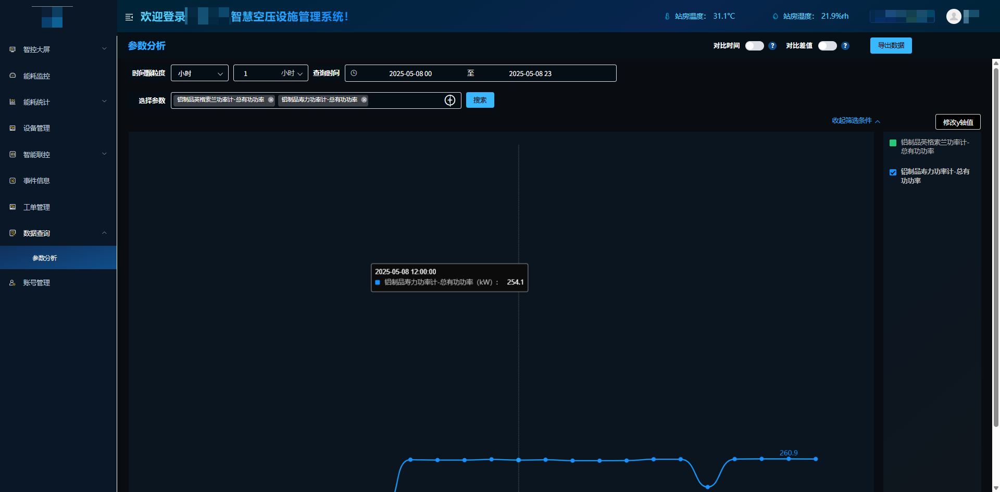 欢迎登录
智慧空压设施管理系统！
站房温度： 31.1℃
站房湿度： 21.9%rh
智控大屏
能耗监控
能耗统计
设备管理
智能联控
事件信息
工单管理
数据查询
参数分析
账号管理
参数分析
对比时间
?
对比差值
?
导出数据
时间颗粒度
小时
1
小时
查询时间
2025-05-08 00
至
2025-05-08 23
选择参数
铝制品英格索兰功率计-总有功功率
铝制品寿力功率计-总有功功率
搜索
收起筛选条件
修改y轴值
铝制品英格索兰功率计-
总有功功率
铝制品寿力功率计-总有
功功率
2025-05-08 12:00:00
铝制品寿力功率计-总有功功率（kW）： 254.1
260.9